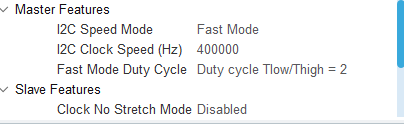 Master Features
I2C Speed Mode Fast Mode
I2C Clock Speed (Hz) 400000
Fast Mode Duty Cycle Duty cycle Tlow/Thigh = 2
Slave Features
Clock No Stretch Mode Disabled